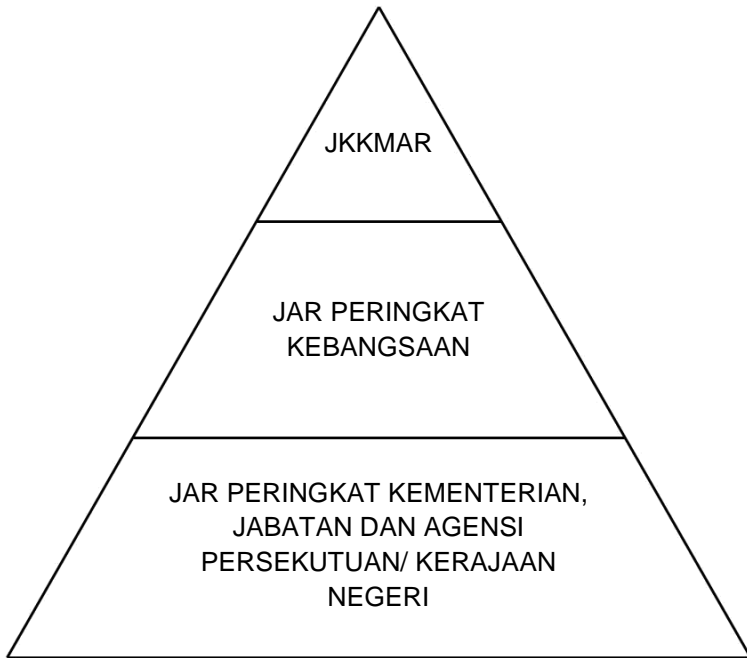 JKKMAR
JAR PERINGKAT
KEBANGSAAN
JAR PERINGKAT KEMENTERIAN,
JABATAN DAN AGENSI
PERSEKUTUAN/ KERAJAAN
NEGERI